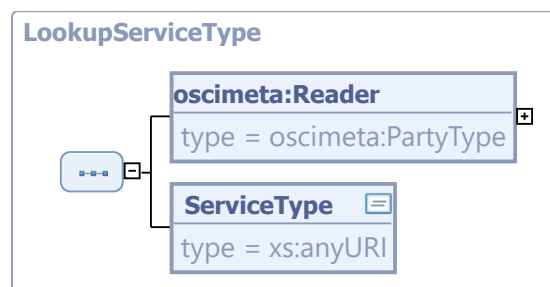 LookupServiceType
oscimeta:Reader
type = oscimeta:PartyType
ServiceType
type = xs:anyURI